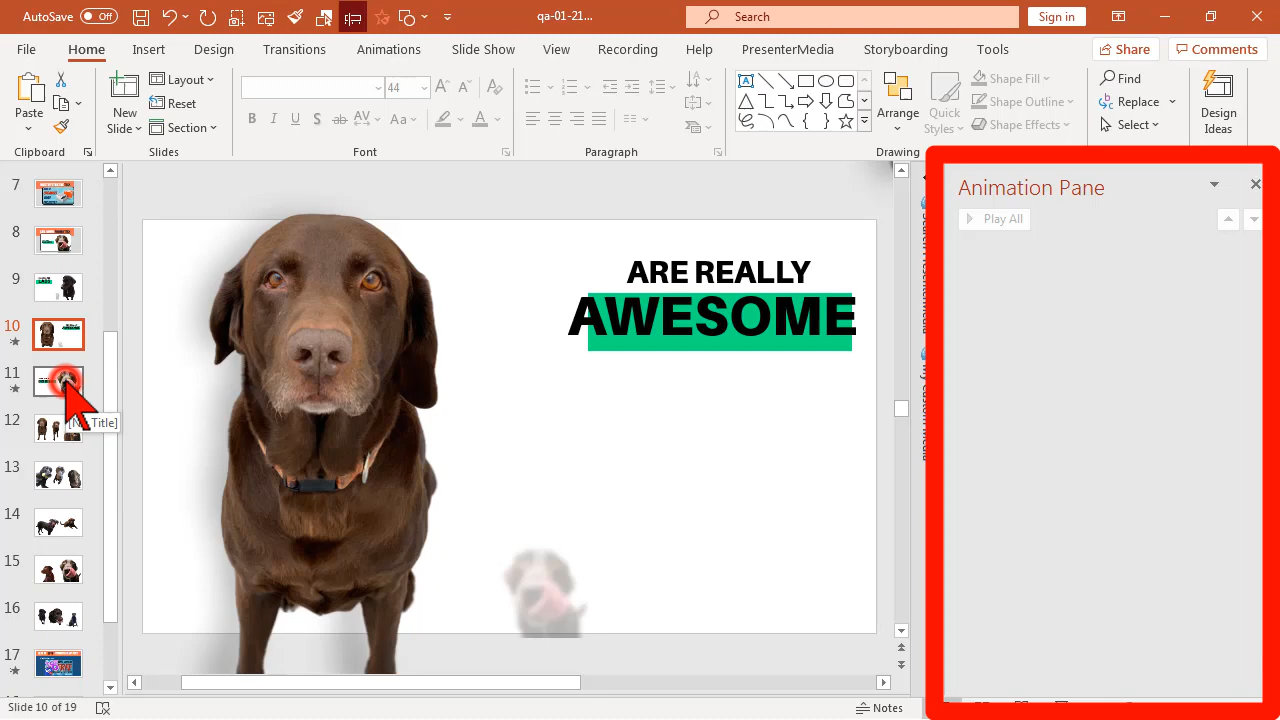 AutoSave Off
qa-01-21...
Search
Sign in
File Home Insert Design Transitions Animations Slide Show View Recording Help PresenterMedia Storyboarding Tools
Share Comments
Paste
Clipboard
New
Slide
Layout
Reset
Section
Slides
44
B I U S ab AV Aa A
Font
Paragraph
Arrange
Quick
Styles
Shape Fill
Shape Outline
Shape Effects
Drawing
Find
Replace
Select
Design
Ideas
7
8
9
10
11
12
13
14
15
16
17
ARE REALLY
AWESOME
Animation Pane
Play All
Slide 10 of 19
Notes